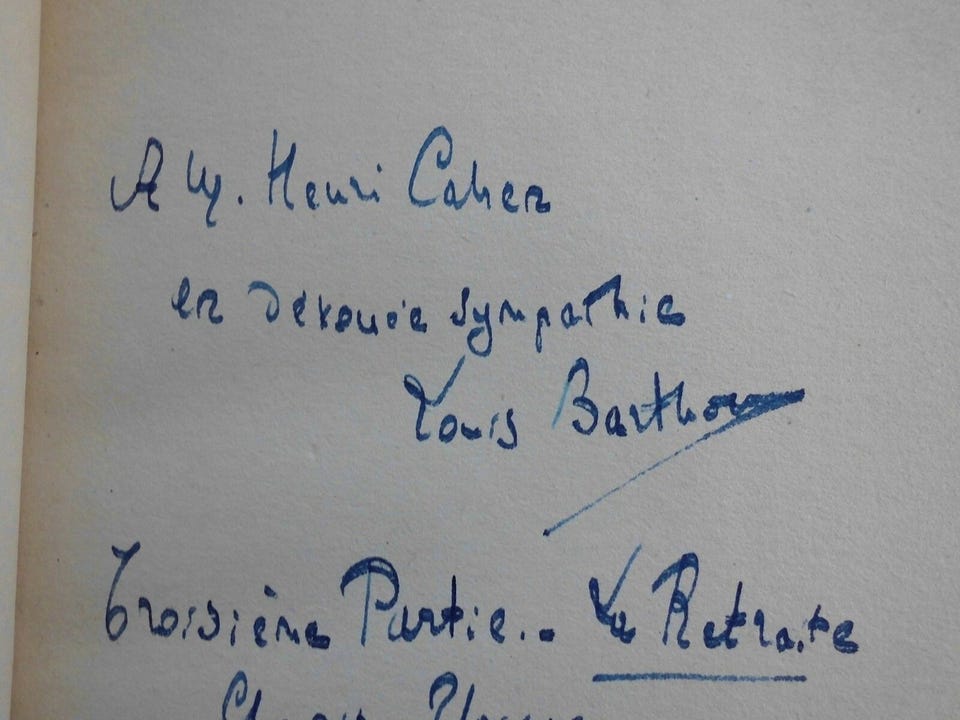 A M. Henri Cahen
en dévouée sympathie
Louis Barthou
Troisième Partie.. La Retraite